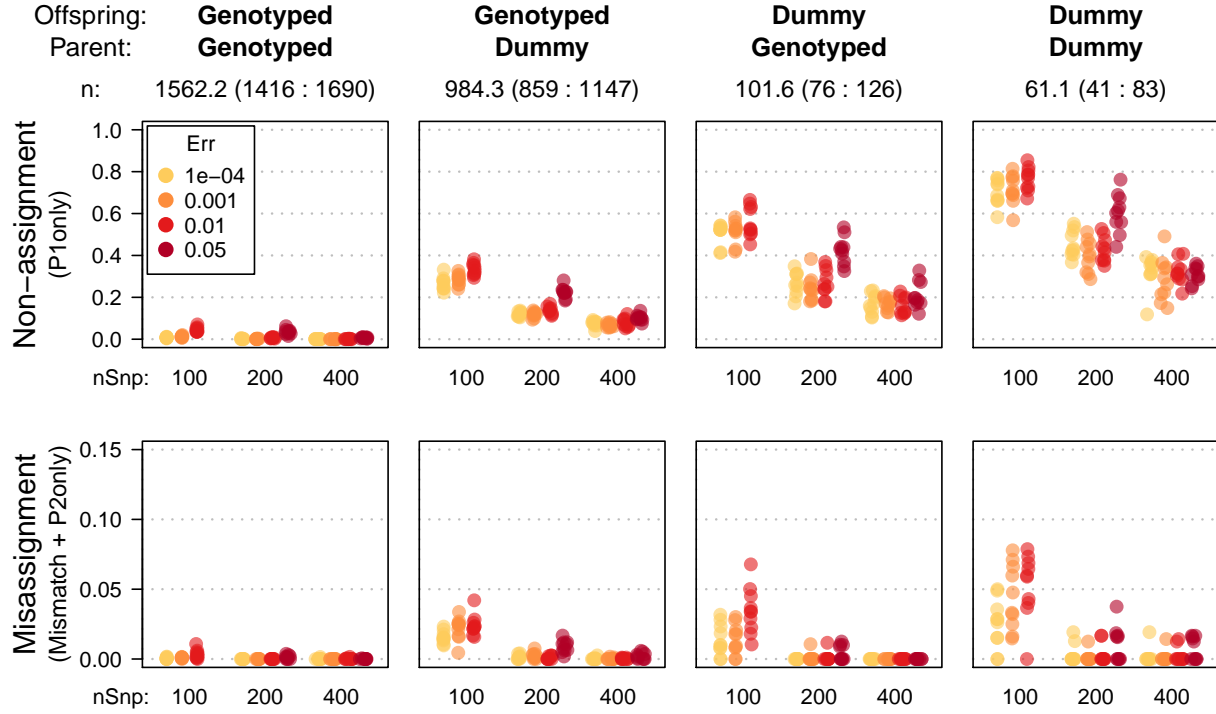 Offspring: Genotyped Genotyped Dummy Dummy
Parent: Genotyped Dummy Genotyped Dummy
n: 1562.2 (1416 : 1690) 984.3 (859 : 1147) 101.6 (76 : 126) 61.1 (41 : 83)
Non−assignment
(P1only)
1.0
0.8
0.6
0.4
0.2
0.0
Err
1e−04
0.001
0.01
0.05
nSnp: 100 200 400 100 200 400 100 200 400 100 200 400
Misassignment
(Mismatch + P2only)
0.15
0.10
0.05
0.00
nSnp: 100 200 400 100 200 400 100 200 400 100 200 400